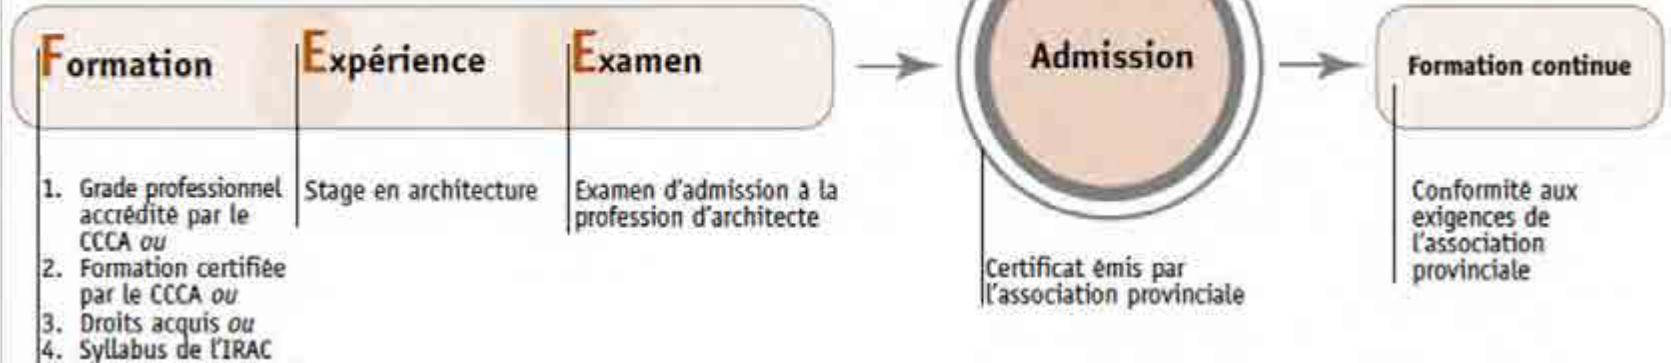 Formation
Expérience
Examen
Admission
Formation continue
1. Grade professionnel
accrédité par le
CCCA ou
2. Formation certifiée
par le CCCA ou
3. Droits acquis ou
4. Syllabus de l'IRAC
Stage en architecture
Examen d'admission à la
profession d'architecte
Certificat émis par
l'association provinciale
Conformité aux
exigences de
l'association
provinciale